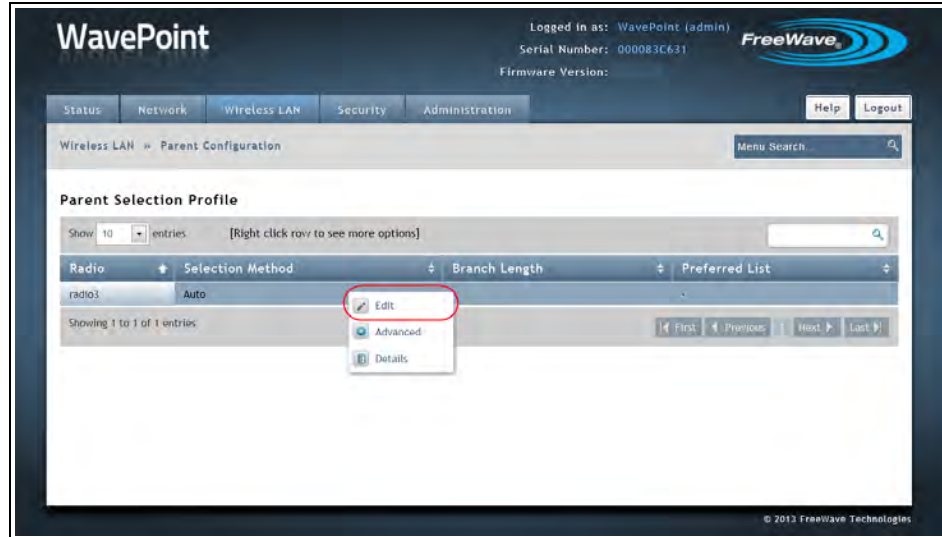 WavePoint
Logged in as: WavePoint (admin)
Serial Number: 000083C631
Firmware Version:
FreeWave®
Status Network Wireless LAN Security Administration Help Logout
Wireless LAN » Parent Configuration Menu Search...
Parent Selection Profile
Show 10 entries [Right click row to see more options]
Radio Selection Method Branch Length Preferred List
radio3 Auto -
Edit
Showing 1 to 1 of 1 entries First Previous 1 Next Last
Advanced
Details
© 2013 FreeWave Technologies